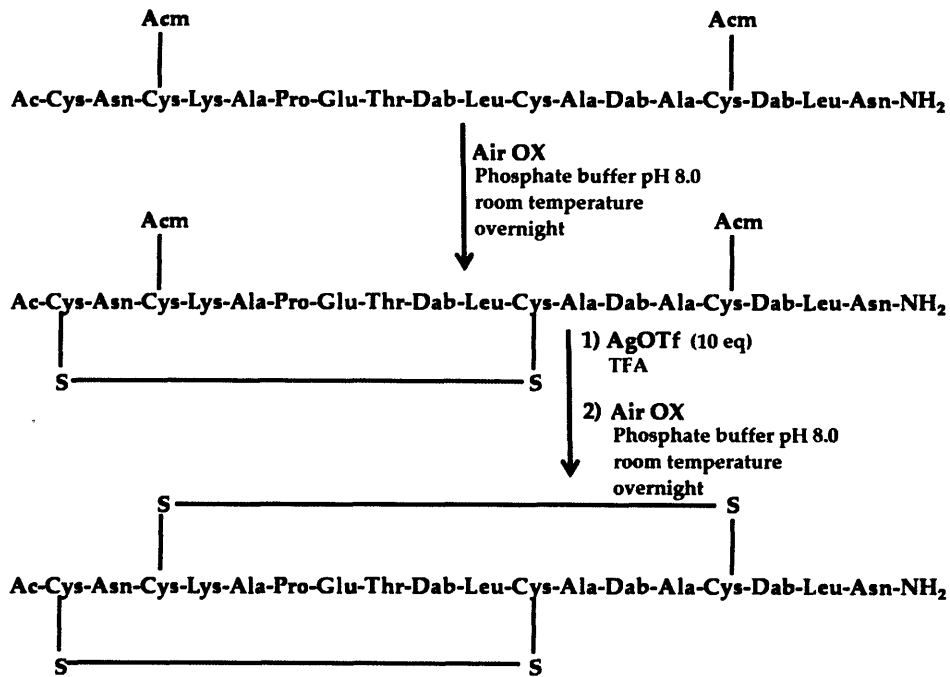 Acm Acm
Ac-Cys-Asn-Cys-Lys-Ala-Pro-Glu-Thr-Dab-Leu-Cys-Ala-Dab-Ala-Cys-Dab-Leu-Asn-NH₂
Air OX
Phosphate buffer pH 8.0
room temperature
overnight
Acm Acm
Ac-Cys-Asn-Cys-Lys-Ala-Pro-Glu-Thr-Dab-Leu-Cys-Ala-Dab-Ala-Cys-Dab-Leu-Asn-NH₂
S S
1) AgOTf (10 eq)
TFA
2) Air OX
Phosphate buffer pH 8.0
room temperature
overnight
S S
Ac-Cys-Asn-Cys-Lys-Ala-Pro-Glu-Thr-Dab-Leu-Cys-Ala-Dab-Ala-Cys-Dab-Leu-Asn-NH₂
S S